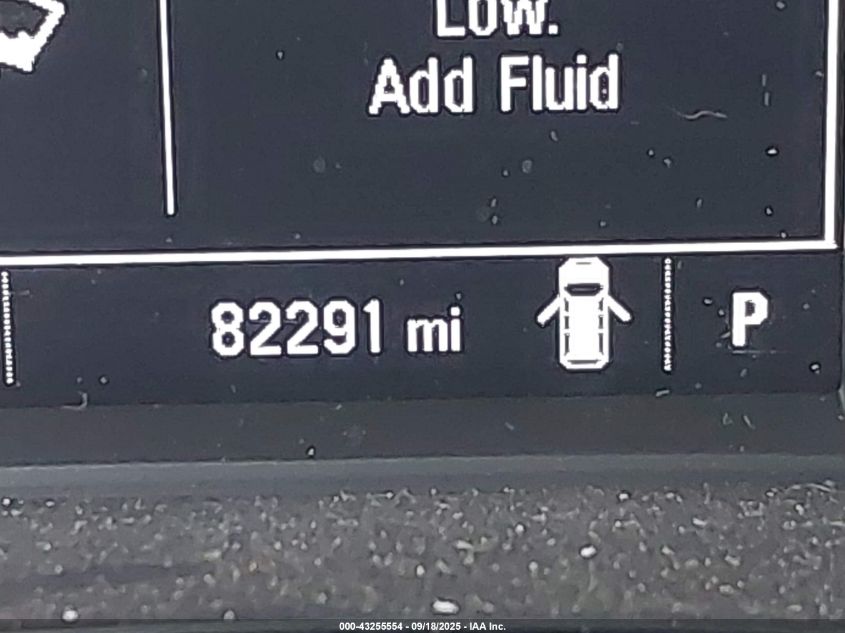 Low.
Add Fluid
82291 mi
P
000-43255554 - 09/18/2025 - IAA Inc.